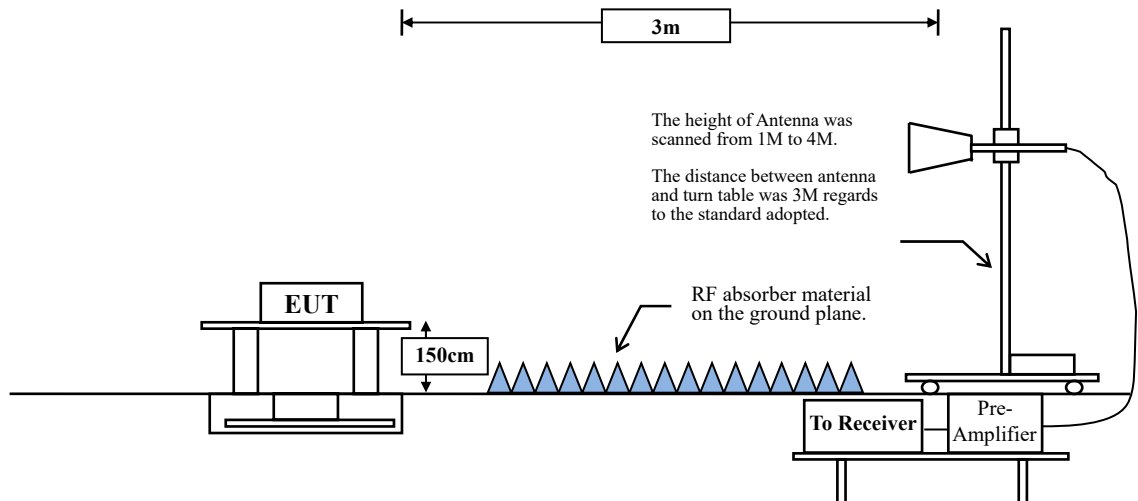 3m
The height of Antenna was
scanned from 1M to 4M.
The distance between antenna
and turn table was 3M regards
to the standard adopted.
EUT
RF absorber material
on the ground plane.
150cm
To Receiver
Pre-
Amplifier